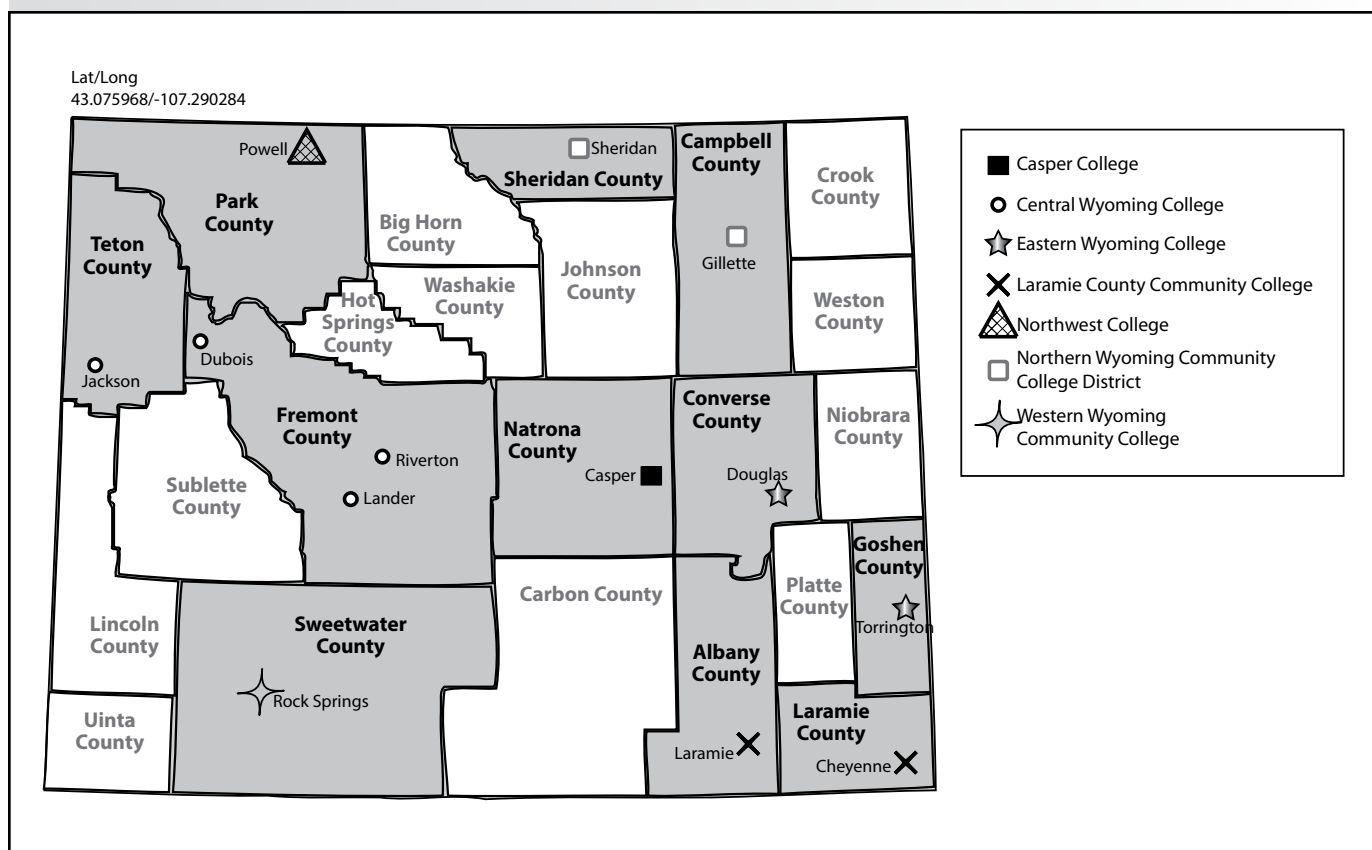 Lat/Long
43.075968/-107.290284
Powell
Sheridan
Sheridan County
Campbell
County
Crook
County
Park
County
Big Horn
County
Teton
County
Gillette
Johnson
County
Washakie
County
Hot
Springs
County
Weston
County
Dubois
Jackson
Fremont
County
Converse
County
Niobrara
County
Natrona
County
Riverton
Casper
Douglas
Lander
Sublette
County
Goshen
County
Platte
County
Carbon County
Lincoln
County
Sweetwater
County
Torrington
Albany
County
Rock Springs
Uinta
County
Laramie
County
Laramie
Cheyenne
Casper College
Central Wyoming College
Eastern Wyoming College
Laramie County Community College
Northwest College
Northern Wyoming Community
College District
Western Wyoming
Community College